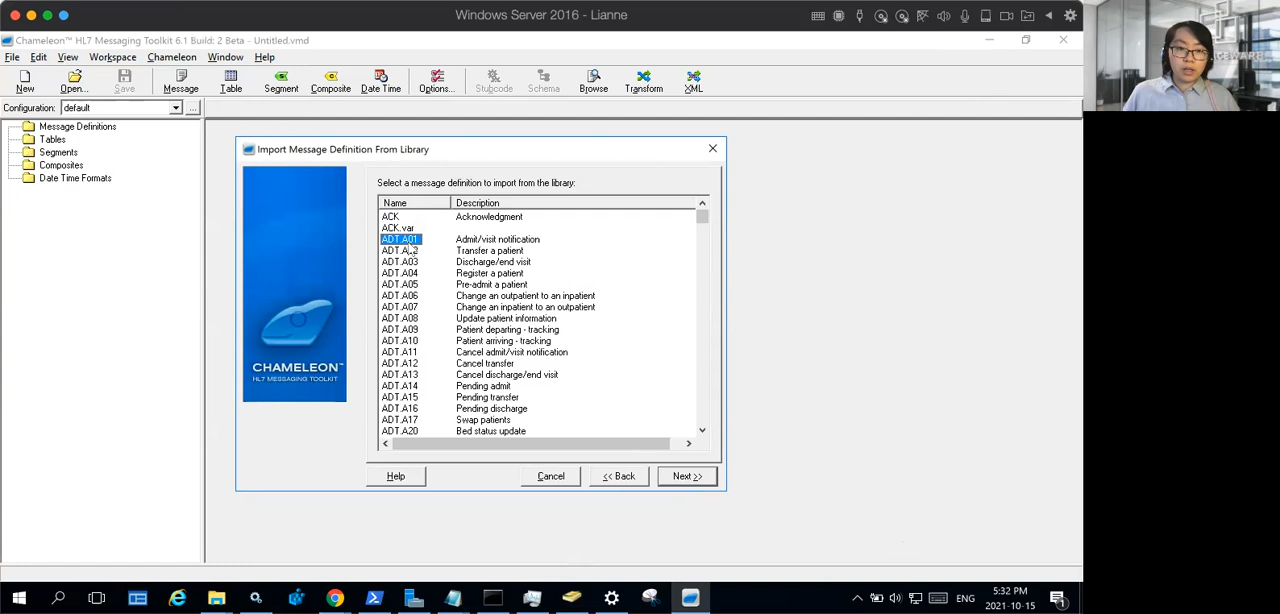 Windows Server 2016 - Lianne
Chameleon™ HL7 Messaging Toolkit 6.1 Build: 2 Beta - Untitled.vmd
File Edit View Workspace Chameleon Window Help
New Open... Save Message Table Segment Composite Date Time Options... Stubcode Schema Browse Transform XML
Configuration: default ...
Message Definitions
Tables
Segments
Composites
Date Time Formats
Import Message Definition From Library
Select a message definition to import from the library:
Name Description
ACK Acknowledgment
ACK.var
ADT.A01 Admit/visit notification
Transfer a patient
ADT.A03 Discharge/end visit
ADT.A04 Register a patient
ADT.A05 Pre-admit a patient
ADT.A06 Change an outpatient to an inpatient
ADT.A07 Change an inpatient to an outpatient
ADT.A08 Update patient information
ADT.A09 Patient departing - tracking
ADT.A10 Patient arriving - tracking
ADT.A11 Cancel admit/visit notification
ADT.A12 Cancel transfer
ADT.A13 Cancel discharge/end visit
ADT.A14 Pending admit
ADT.A15 Pending transfer
ADT.A16 Pending discharge
ADT.A17 Swap patients
ADT.A20 Bed status update
CHAMELEON™
HL7 MESSAGING TOOLKIT
Help Cancel << Back Next >>
ENG
5:32 PM
2021-10-15
1